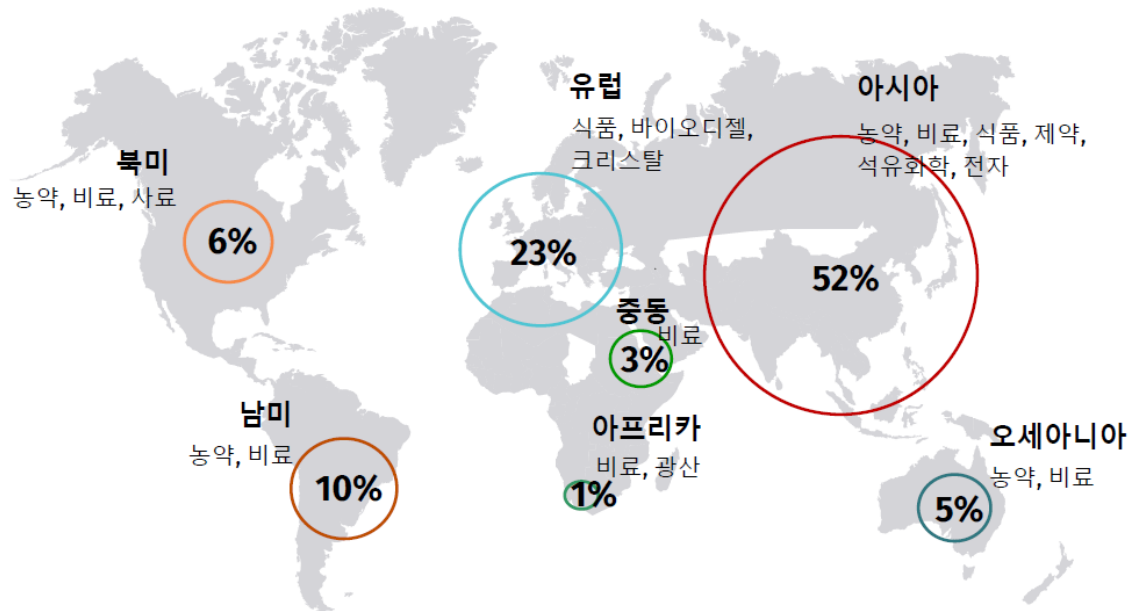 유럽
식품, 바이오디젤,
크리스탈
23%
아시아
농약, 비료, 식품, 제약,
석유화학, 전자
52%
북미
농약, 비료, 사료
6%
중동
비료
3%
남미
농약, 비료
10%
아프리카
비료, 광산
1%
오세아니아
농약, 비료
5%